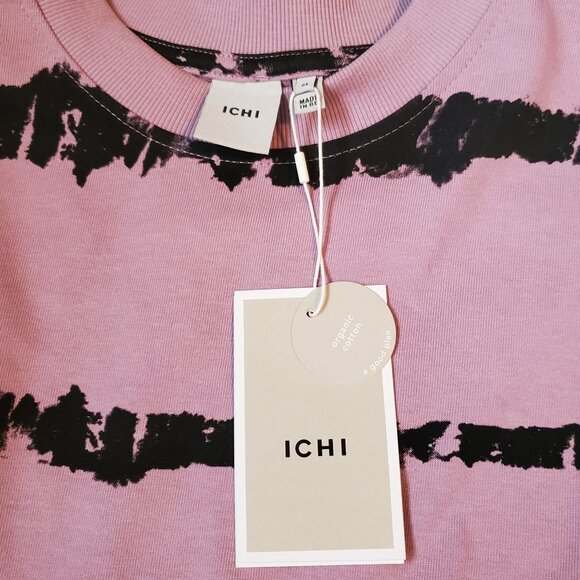 ICHI
MADE
organic
cotton
a good plan
ICHI